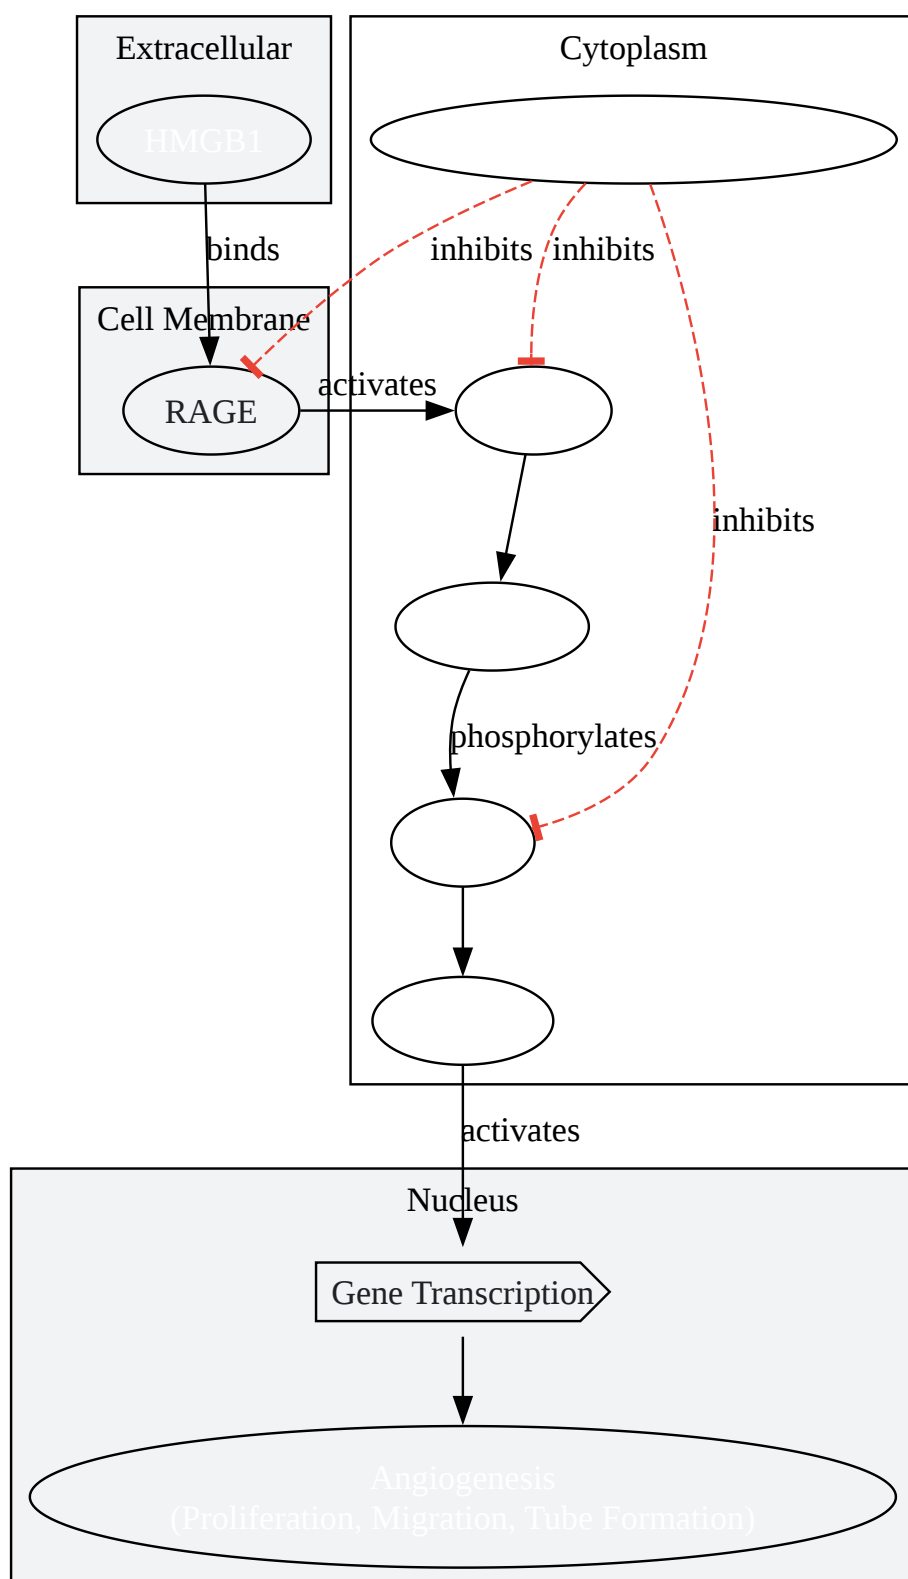 Extracellular
Cytoplasm
HMGB1
binds
inhibits
inhibits
Cell Membrane
activates
RAGE
inhibits
phosphorylates
activates
Nucleus
Gene Transcription
Angiogenesis
(Proliferation, Migration, Tube Formation)